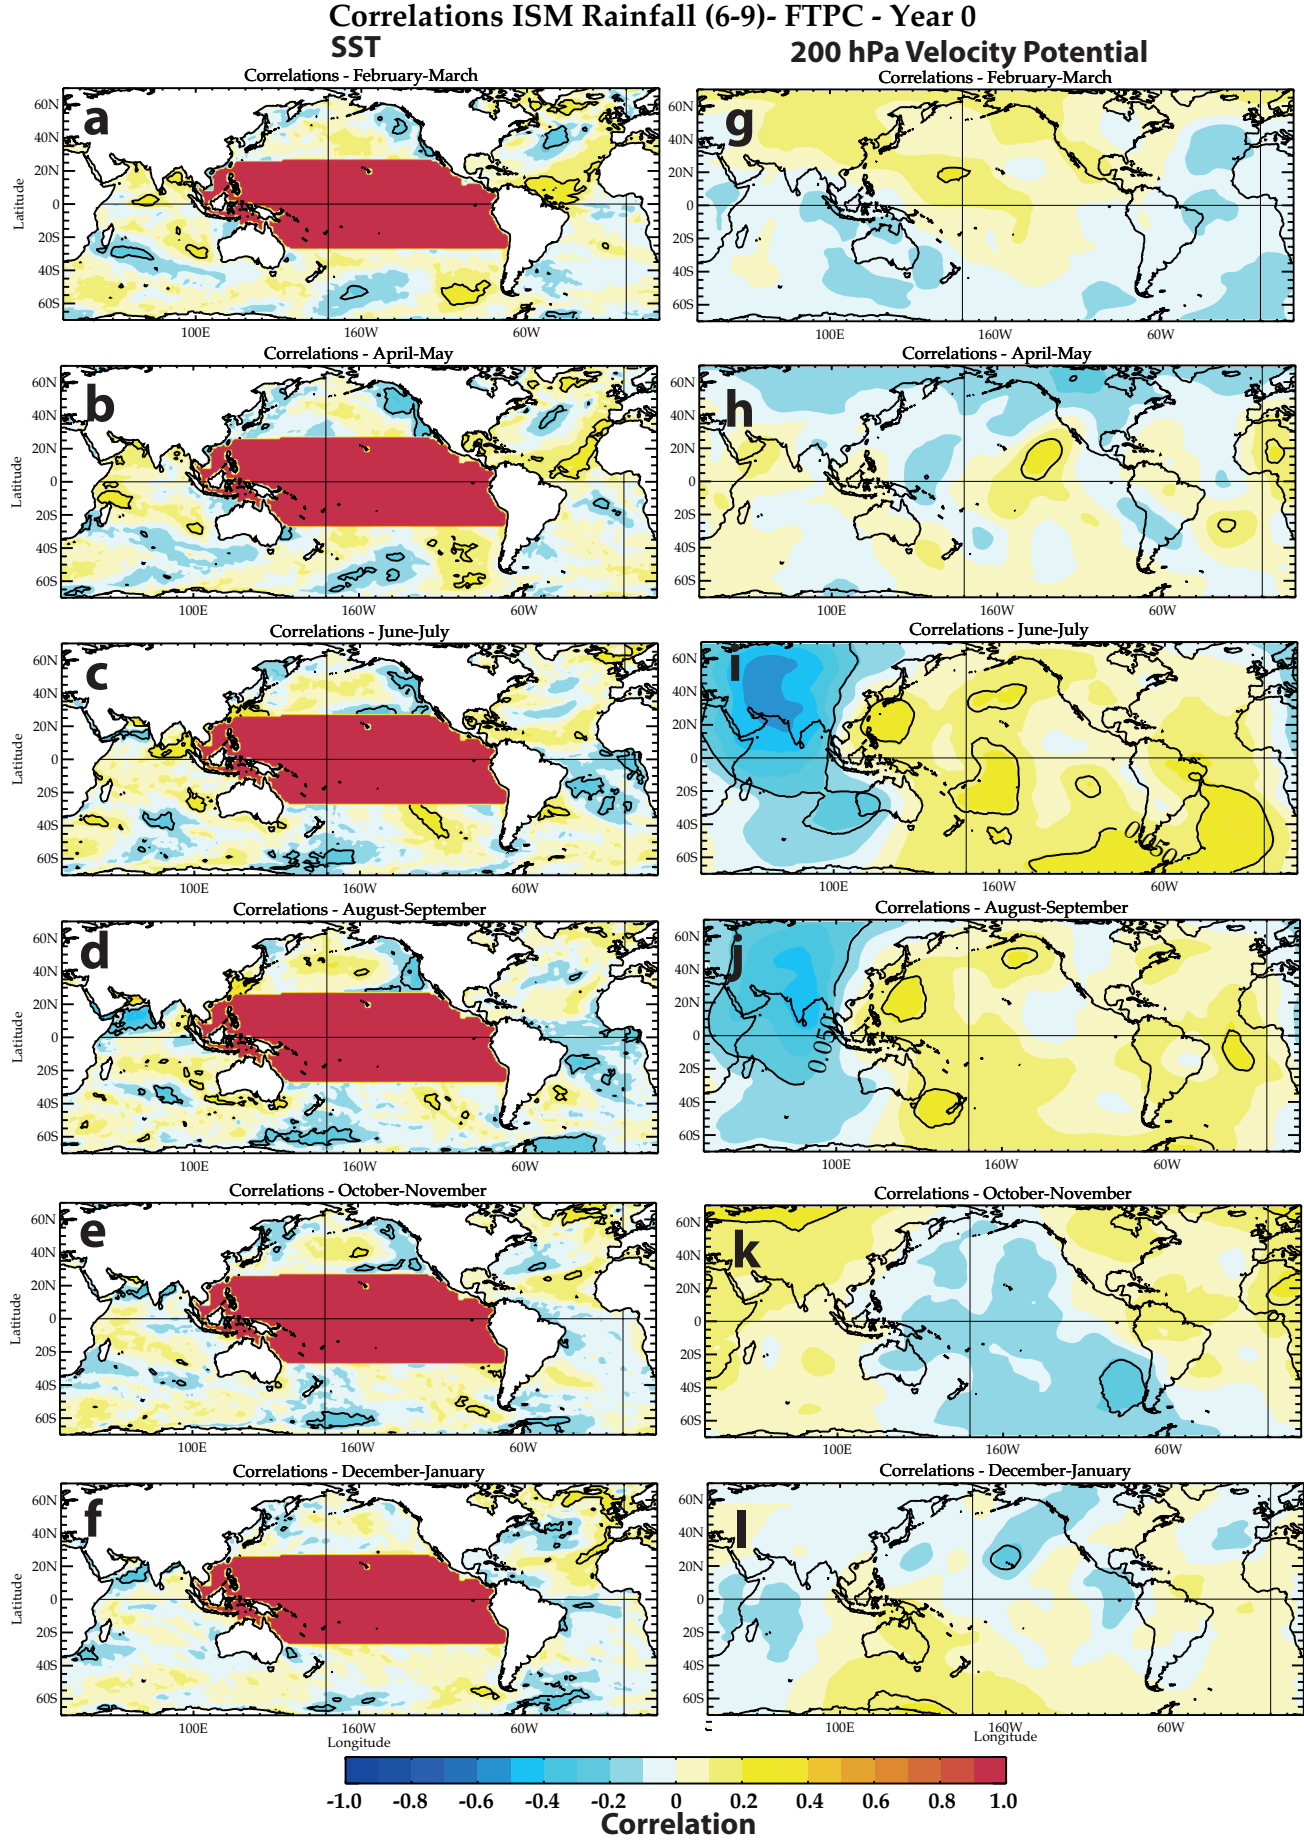 Correlations ISM Rainfall (6-9)- FTPC - Year 0
SST
200 hPa Velocity Potential
Correlations - February-March
a
60N
40N
20N
0
20S
40S
60S
Latitude
100E
160W
60W
Correlations - February-March
g
60N
40N
20N
0
20S
40S
60S
100E
160W
60W
Correlations - April-May
b
60N
40N
20N
0
20S
40S
60S
Latitude
100E
160W
60W
Correlations - April-May
h
60N
40N
20N
0
20S
40S
60S
100E
160W
60W
Correlations - June-July
c
60N
40N
20N
0
20S
40S
60S
Latitude
100E
160W
60W
Correlations - June-July
i
60N
40N
20N
0
20S
40S
60S
0.050
100E
160W
60W
Correlations - August-September
d
60N
40N
20N
0
20S
40S
60S
Latitude
100E
160W
60W
Correlations - August-September
j
60N
40N
20N
0
20S
40S
60S
0.050
100E
160W
60W
Correlations - October-November
e
60N
40N
20N
0
20S
40S
60S
Latitude
100E
160W
60W
Correlations - October-November
k
60N
40N
20N
0
20S
40S
60S
100E
160W
60W
Correlations - December-January
f
60N
40N
20N
0
20S
40S
60S
Latitude
100E
160W
60W
Longitude
Correlations - December-January
l
60N
40N
20N
0
20S
40S
60S
100E
160W
60W
Longitude
-1.0 -0.8 -0.6 -0.4 -0.2 0 0.2 0.4 0.6 0.8 1.0
Correlation